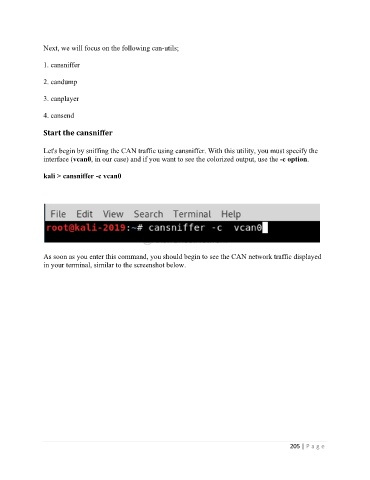 Next, we will focus on the following can-utils;
1. cansniffer
2. candump
3. canplayer
4. cansend
Start the cansniffer
Let's begin by sniffing the CAN traffic using cansniffer. With this utility, you must specify the
interface (vcan0, in our case) and if you want to see the colorized output, use the -c option.
kali > cansniffer -c vcan0
File Edit View Search Terminal Help
root@kali-2019:~# cansniffer -c vcan0
As soon as you enter this command, you should begin to see the CAN network traffic displayed
in your terminal, similar to the screenshot below.
205 | Page